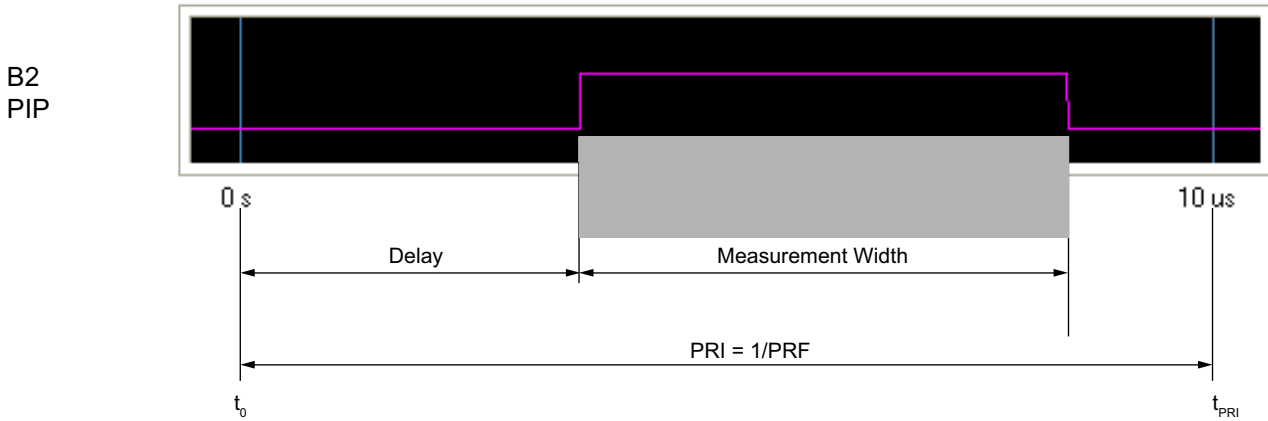 B2
PIP
0 s
10 us
Delay
Measurement Width
PRI = 1/PRF
t0
tPRI